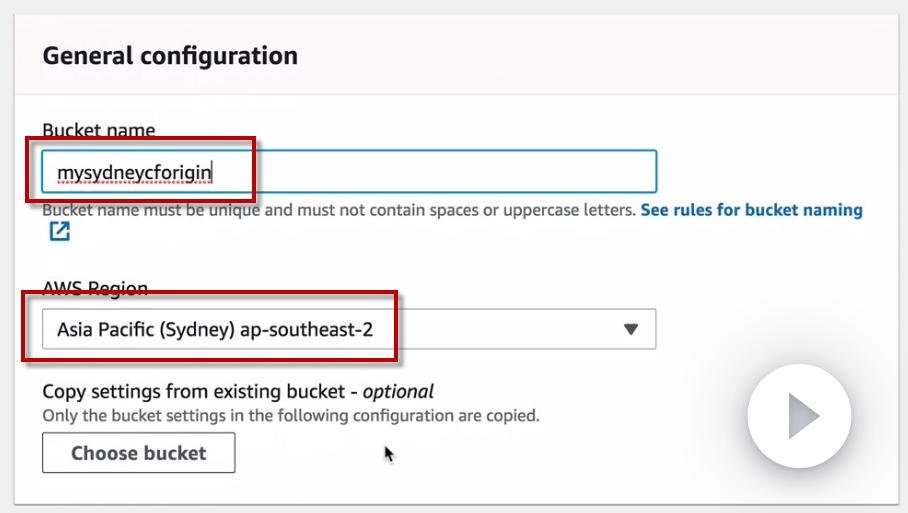 General configuration
Bucket name
mysydneycforigin
Bucket name must be unique and must not contain spaces or uppercase letters. See rules for bucket naming
AWS Region
Asia Pacific (Sydney) ap-southeast-2
Copy settings from existing bucket - optional
Only the bucket settings in the following configuration are copied.
Choose bucket